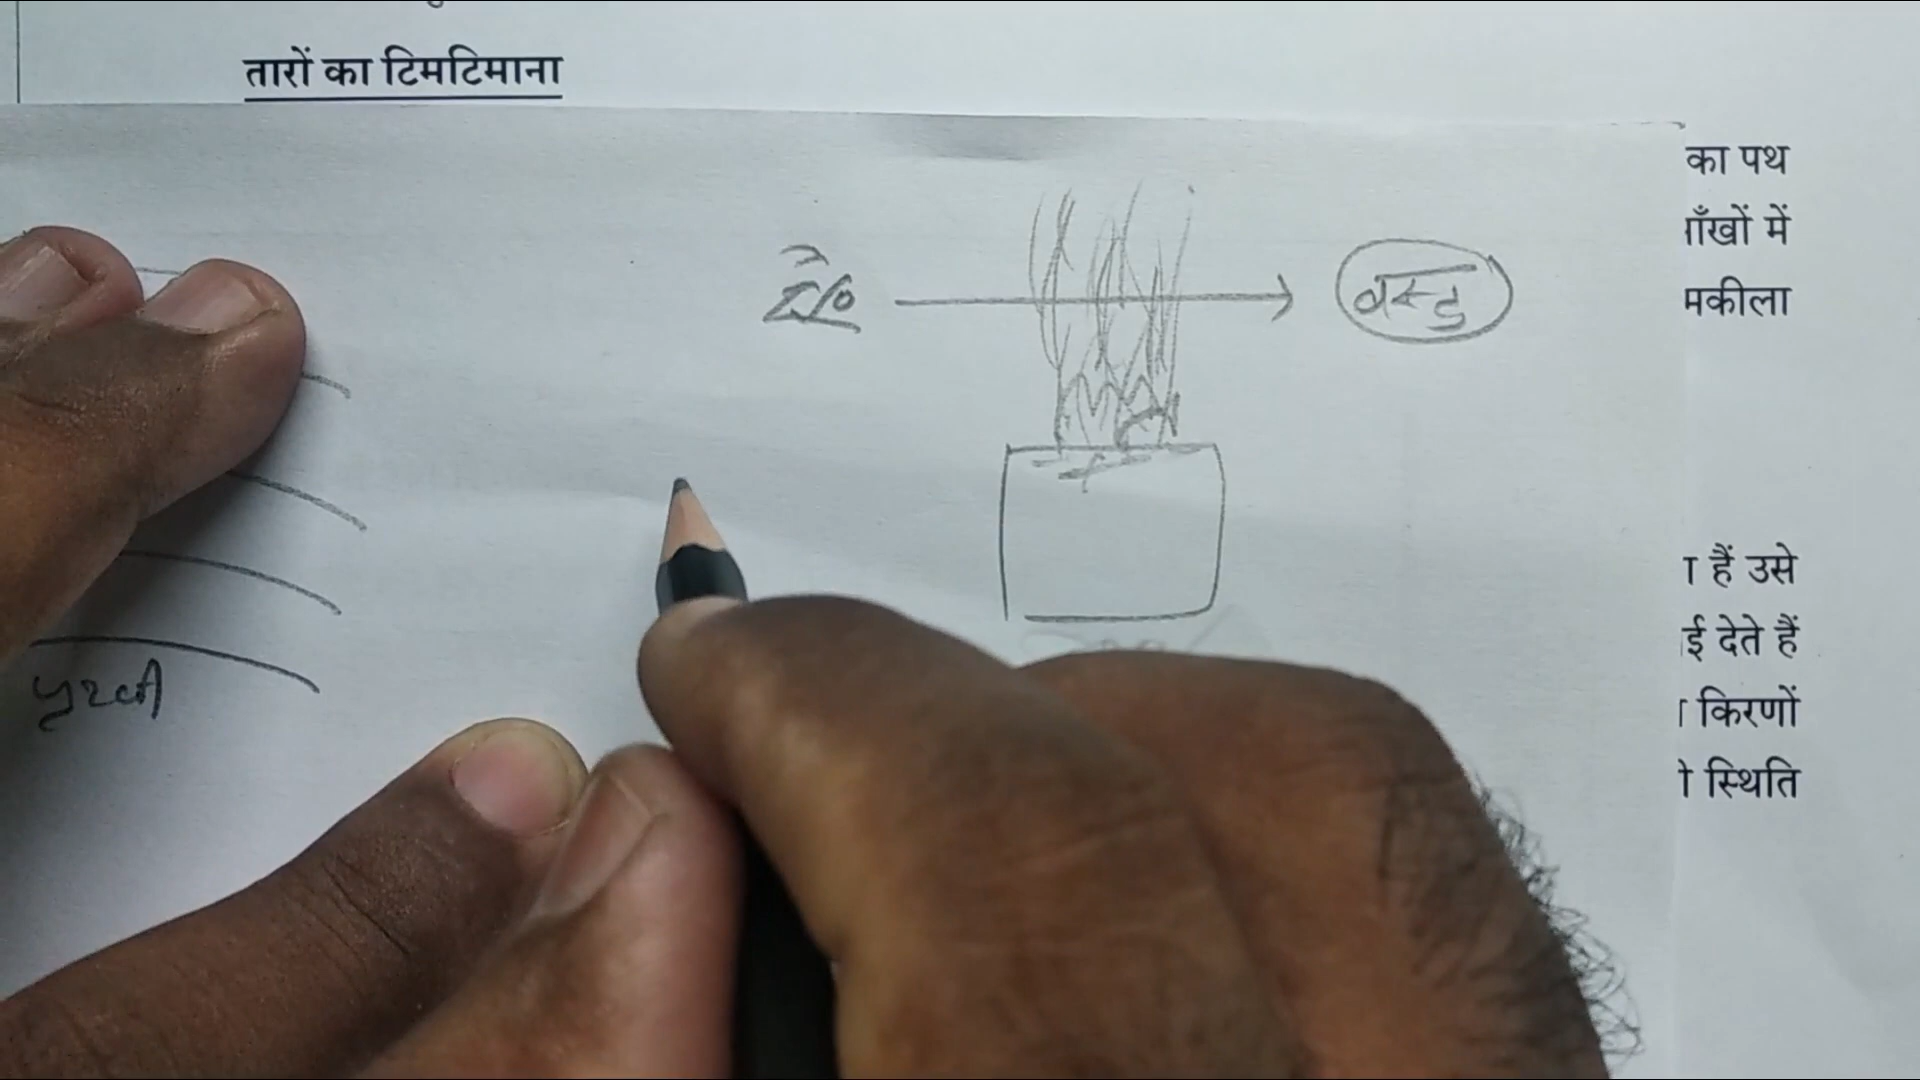 तारों का टिमटिमाना
का पथ
गाँखों में
मकीला
वस्तु
हैं उसे
ई देते हैं
किरणों
स्थिति
पृथ्वी